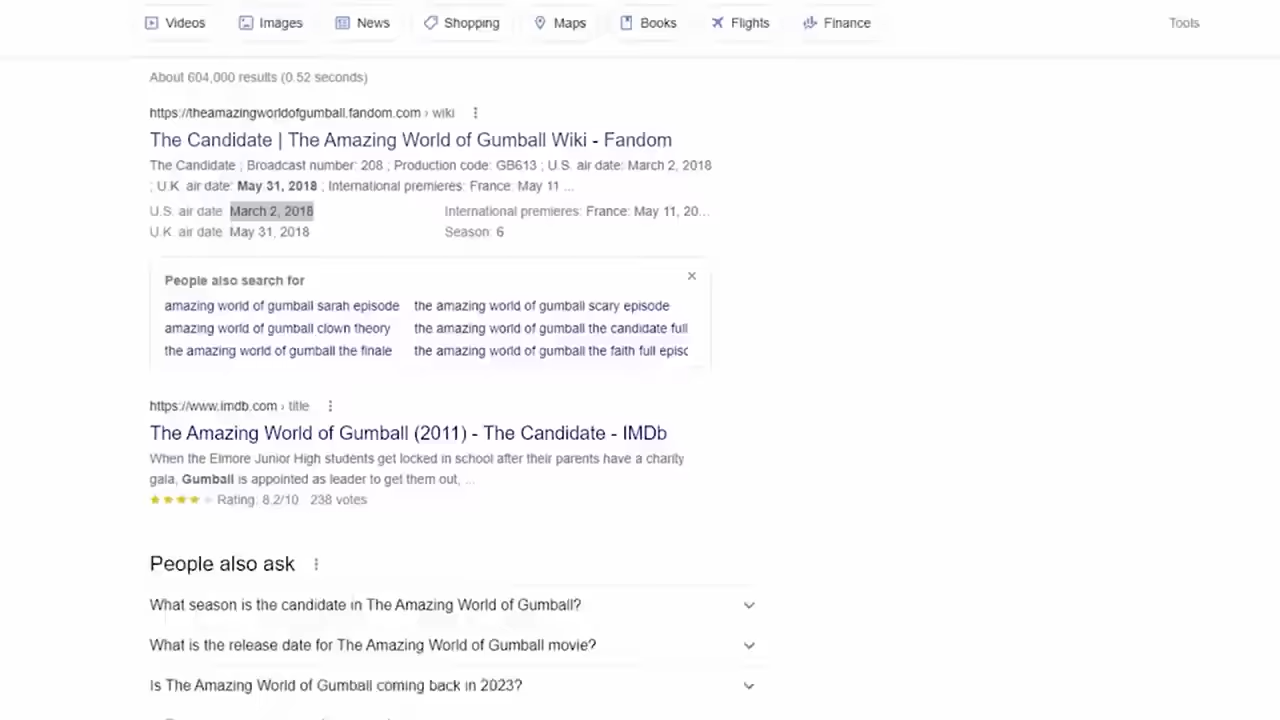 Videos Images News Shopping Maps Books Flights Finance Tools
About 604,000 results (0.52 seconds)
https://theamazingworldofgumball.fandom.com › wiki
The Candidate | The Amazing World of Gumball Wiki - Fandom
The Candidate ; Broadcast number: 208 ; Production code: GB613 ; U.S. air date: March 2, 2018
; U.K. air date: May 31, 2018 ; International premieres: France: May 11 ...
U.S. air date: March 2, 2018 International premieres: France: May 11, 20...
U.K. air date: May 31, 2018 Season: 6
People also search for
amazing world of gumball sarah episode the amazing world of gumball scary episode
amazing world of gumball clown theory the amazing world of gumball the candidate full
the amazing world of gumball the finale the amazing world of gumball the faith full episc
https://www.imdb.com › title
The Amazing World of Gumball (2011) - The Candidate - IMDb
When the Elmore Junior High students get locked in school after their parents have a charity
gala, Gumball is appointed as leader to get them out, ...
Rating: 8.2/10 238 votes
People also ask
What season is the candidate in The Amazing World of Gumball?
What is the release date for The Amazing World of Gumball movie?
Is The Amazing World of Gumball coming back in 2023?